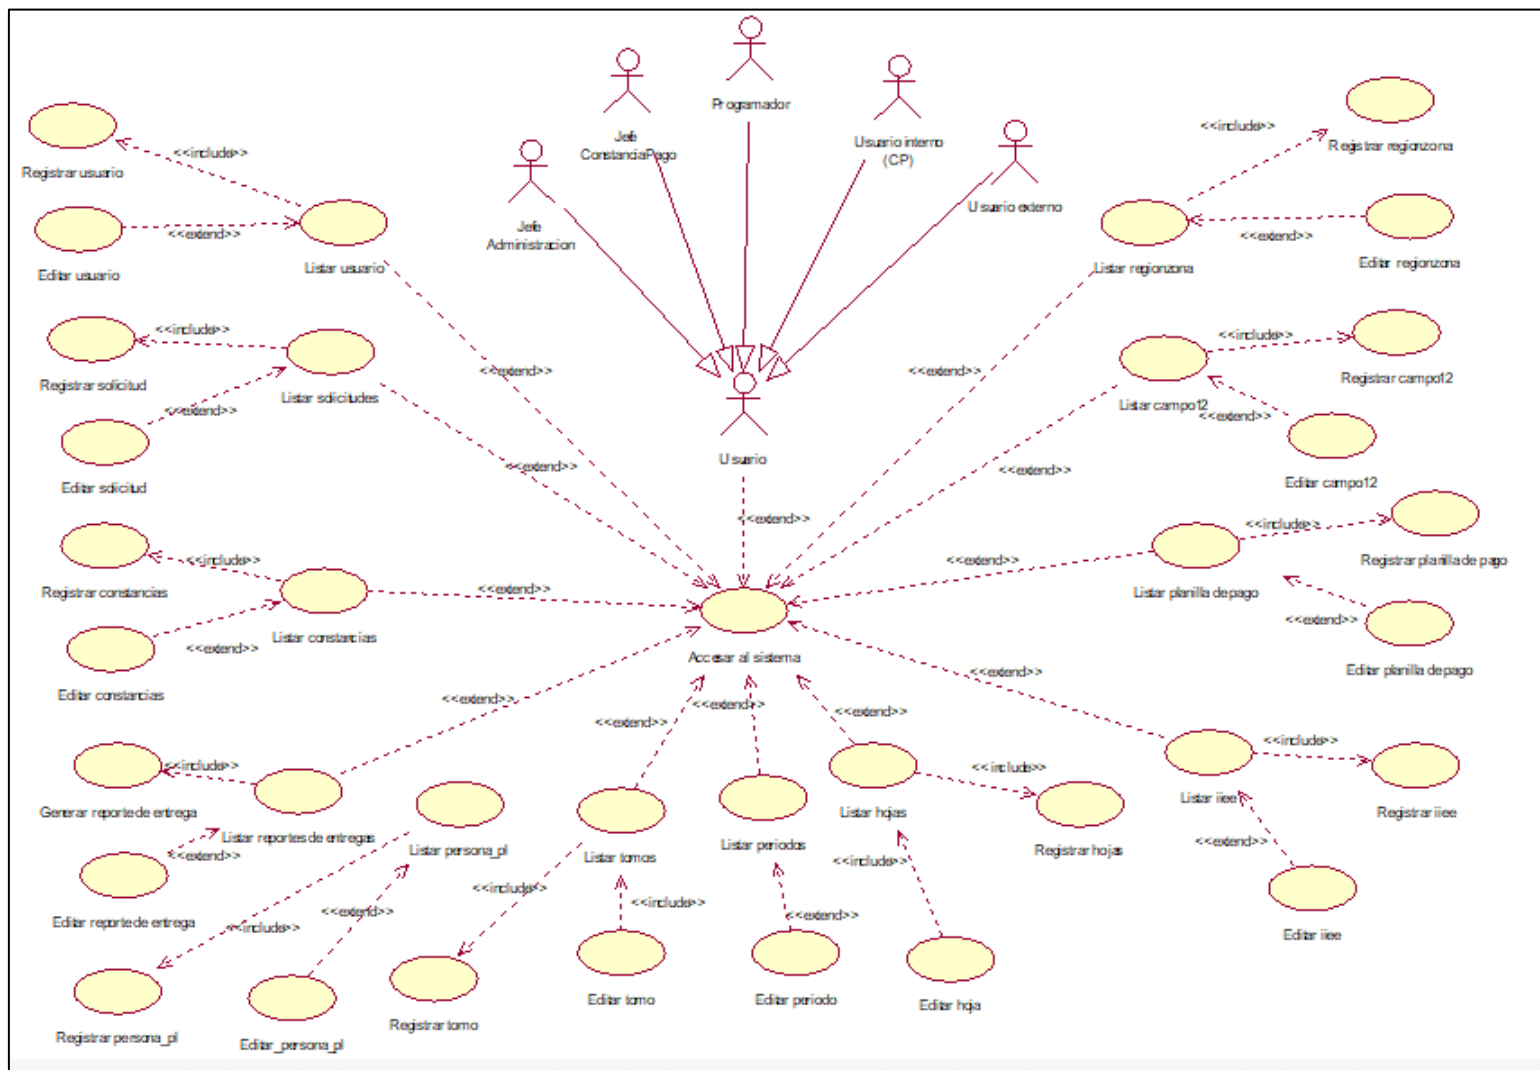 Programador
Jefe
ConstanciaPago
Usuario interno
(CP)
Registrar regionzona
<<include>>
<<include>>
Registrar usuario
Jefe
Administracion
Usuario externo
<<extend>>
<<extend>>
Editar usuario
Listar usuario
Listar regionzona
Editar regionzona
<<include>>
<<include>>
Registrar solicitud
Listar solicitudes
<<extend>>
<<extend>>
Registrar campo12
Listar campo12
<<extend>>
<<extend>>
Editar solicitud
Usuario
<<extend>>
<<extend>>
Editar campo12
<<extend>>
<<include>>
<<include>>
<<extend>>
Registrar planilla de pago
Registrar constancias
<<extend>>
Listar planilla de pago
Listar constancias
<<extend>>
<<extend>>
Editar constancias
Accesar al sistema
Editar planilla de pago
<<extend>>
<<extend>>
<<extend>>
<<extend>>
<<extend>>
<<include>>
<<include>>
<<include>>
Generar reporte de entrega
Listar reportes de entregas
Listar persona_pl
Listar tomos
Listar periodos
Listar hojas
Registrar hojas
Listar iiee
Registrar iiee
<<extend>>
<<extend>>
<<include>>
<<include>>
<<include>>
<<extend>>
<<include>>
<<extend>>
Editar reporte de entrega
<<include>>
Editar iiee
Registrar persona_pl
Editar_persona_pl
Registrar tomo
Editar tomo
Editar periodo
Editar hoja